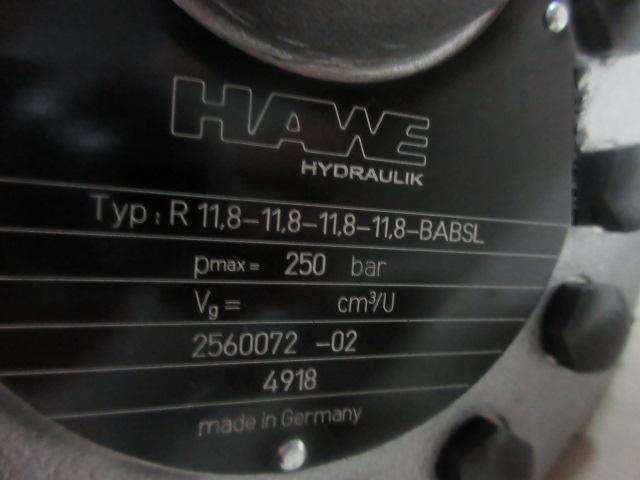 HAWE
HYDRAULIK
Typ: R 11,8-11,8-11,8-11,8-BABSL
pmax = 250 bar
Vg = cm³/U
2560072 -02
4918
made in Germany